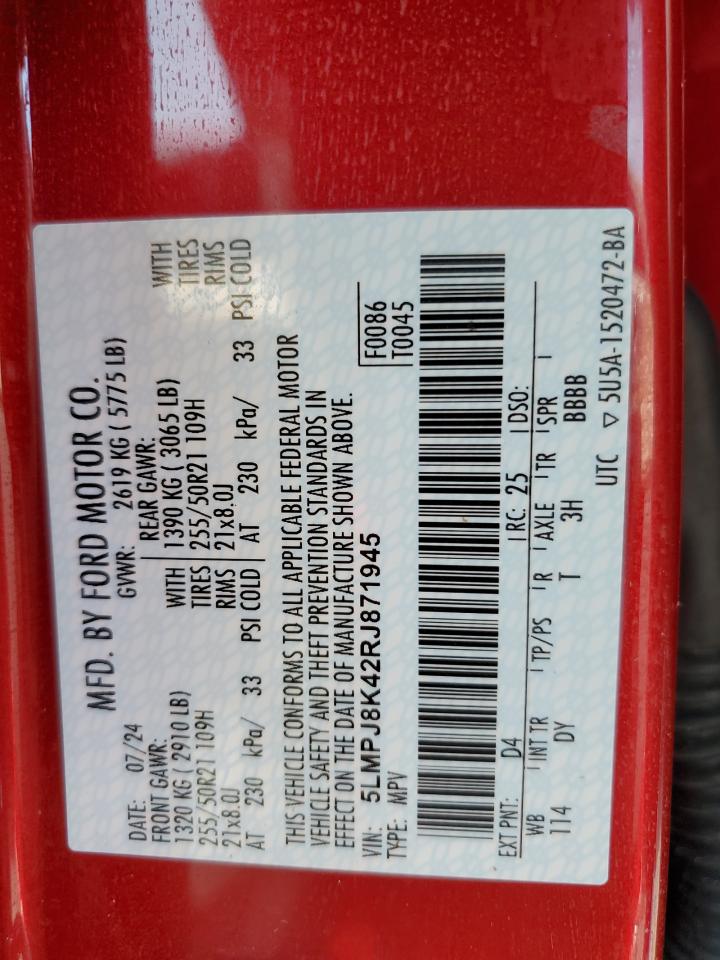 MFD. BY FORD MOTOR CO.
DATE: 07/24 GVWR: 2619 KG ( 5775 LB)
FRONT GAWR: REAR GAWR:
1320 KG ( 2910 LB) WITH 1390 KG ( 3065 LB) WITH
255/50R21 109H TIRES 255/50R21 109H TIRES
21x8.0J RIMS 21x8.0J RIMS
AT 230 kPa/ 33 PSI COLD AT 230 kPa/ 33 PSI COLD
THIS VEHICLE CONFORMS TO ALL APPLICABLE FEDERAL MOTOR
VEHICLE SAFETY AND THEFT PREVENTION STANDARDS IN
EFFECT ON THE DATE OF MANUFACTURE SHOWN ABOVE.
VIN: 5LMPJ8K42RJ871945 F0086
TYPE: MPV T0045
EXT PNT: D4 RC: 25 DSO:
WB INT TR TP/PS R AXLE TR SPR
114 DY T 3H BBBB
UTC ▽ 5U5A-1520472-BA